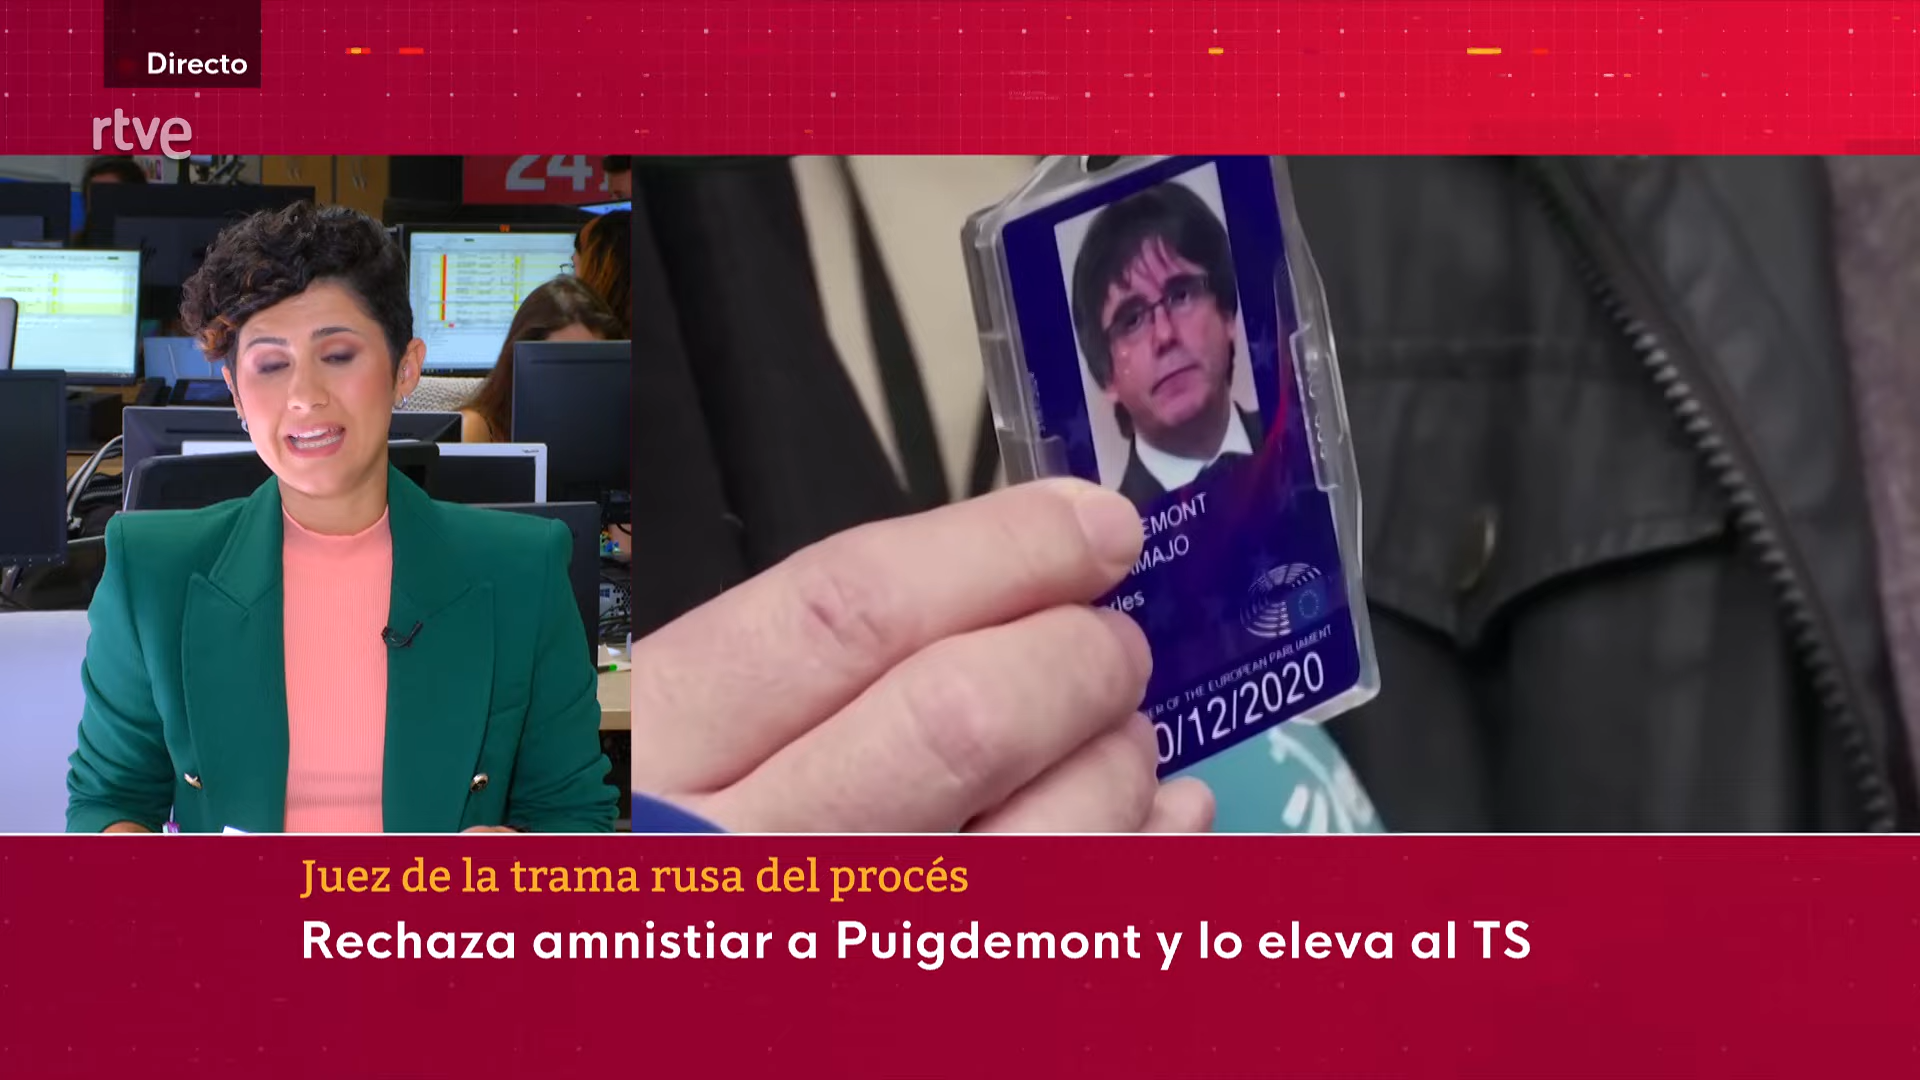 Directo
rtve
24
EMONT
MAJO
rles
ER OF THE EUROPEAN PARLIAMENT
0/12/2020
Juez de la trama rusa del procés
Rechaza amnistiar a Puigdemont y lo eleva al TS